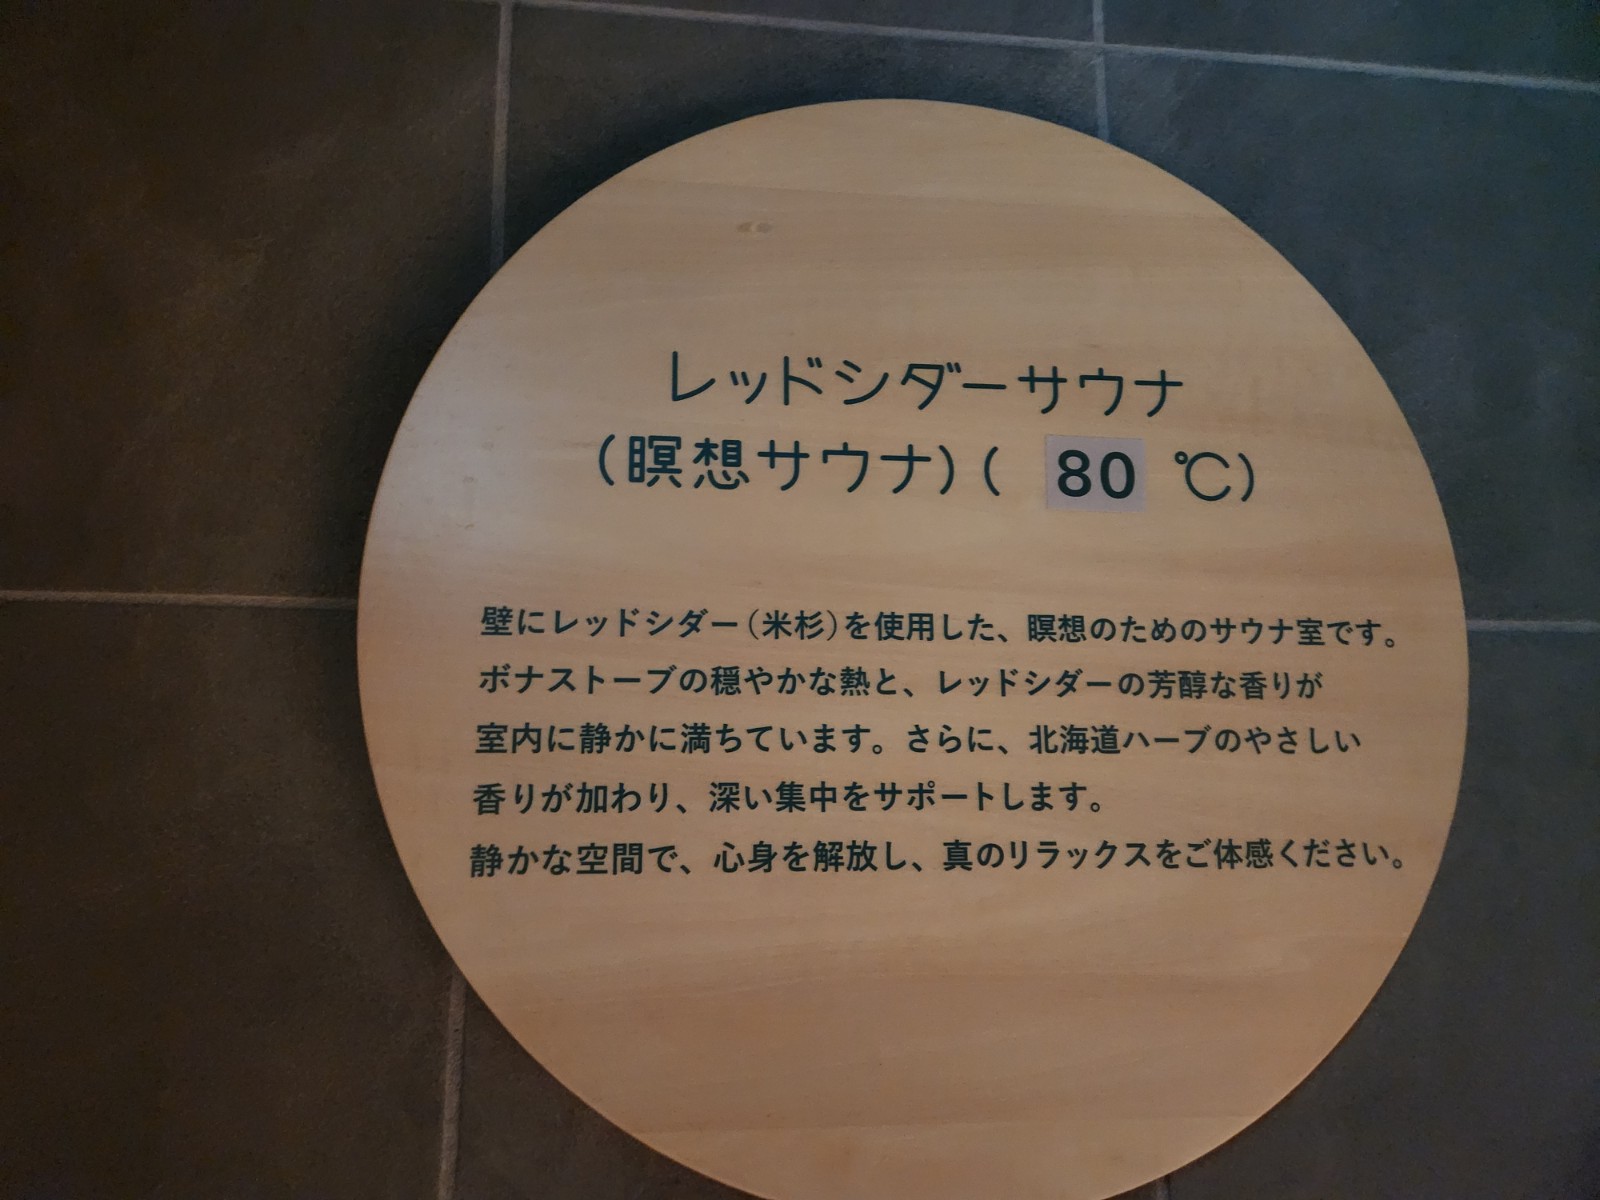 レッドシダーサウナ
(瞑想サウナ)( 80 ℃)
壁にレッドシダー(米杉)を使用した、瞑想のためのサウナ室です。
ボナストーブの穏やかな熱と、レッドシダーの芳醇な香りが
室内に静かに満ちています。さらに、北海道ハーブのやさしい
香りが加わり、深い集中をサポートします。
静かな空間で、心身を解放し、真のリラックスをご体感ください。